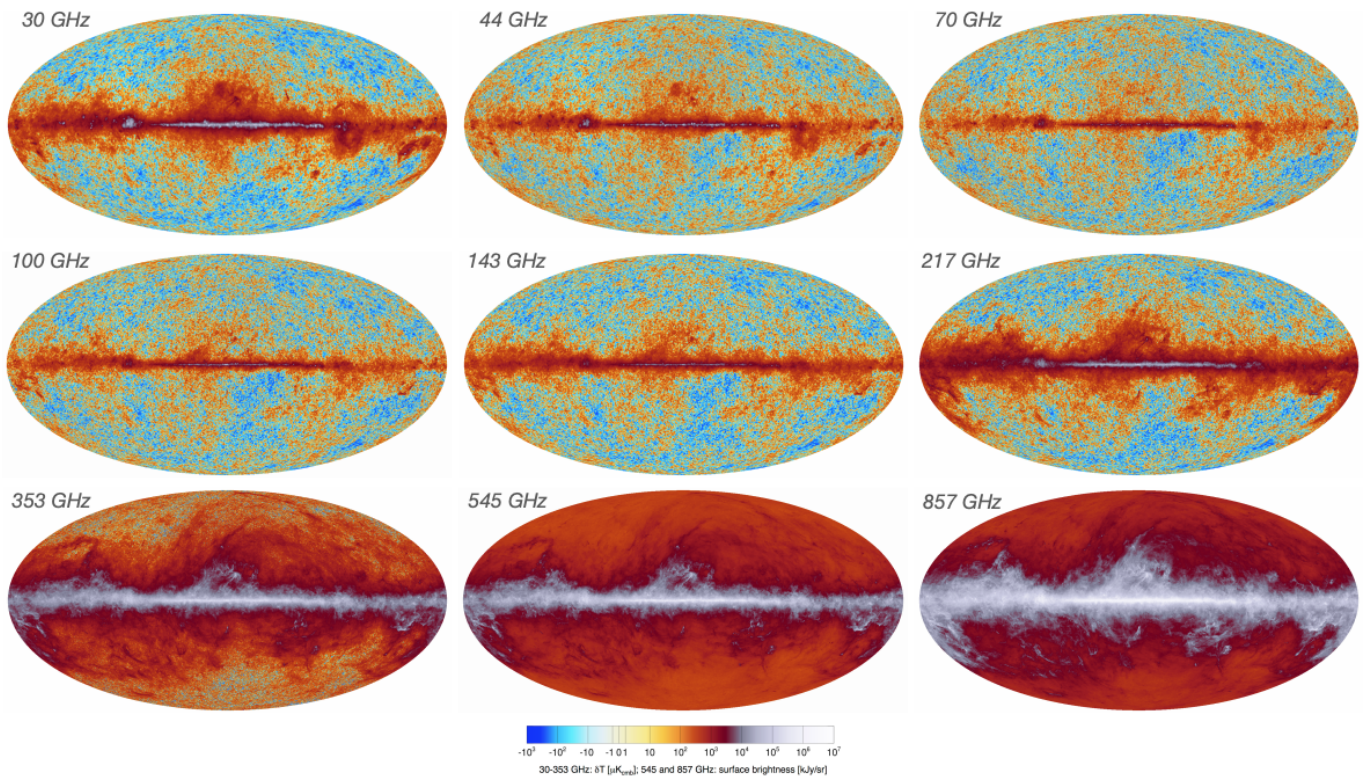 30 GHz 44 GHz 70 GHz
100 GHz 143 GHz 217 GHz
353 GHz 545 GHz 857 GHz
-10³ -10² -10 -1 0 1 10 10² 10³ 10⁴ 10⁵ 10⁶ 10⁷
30-353 GHz: δT [μK_cmb]; 545 and 857 GHz: surface brightness [kJy/sr]